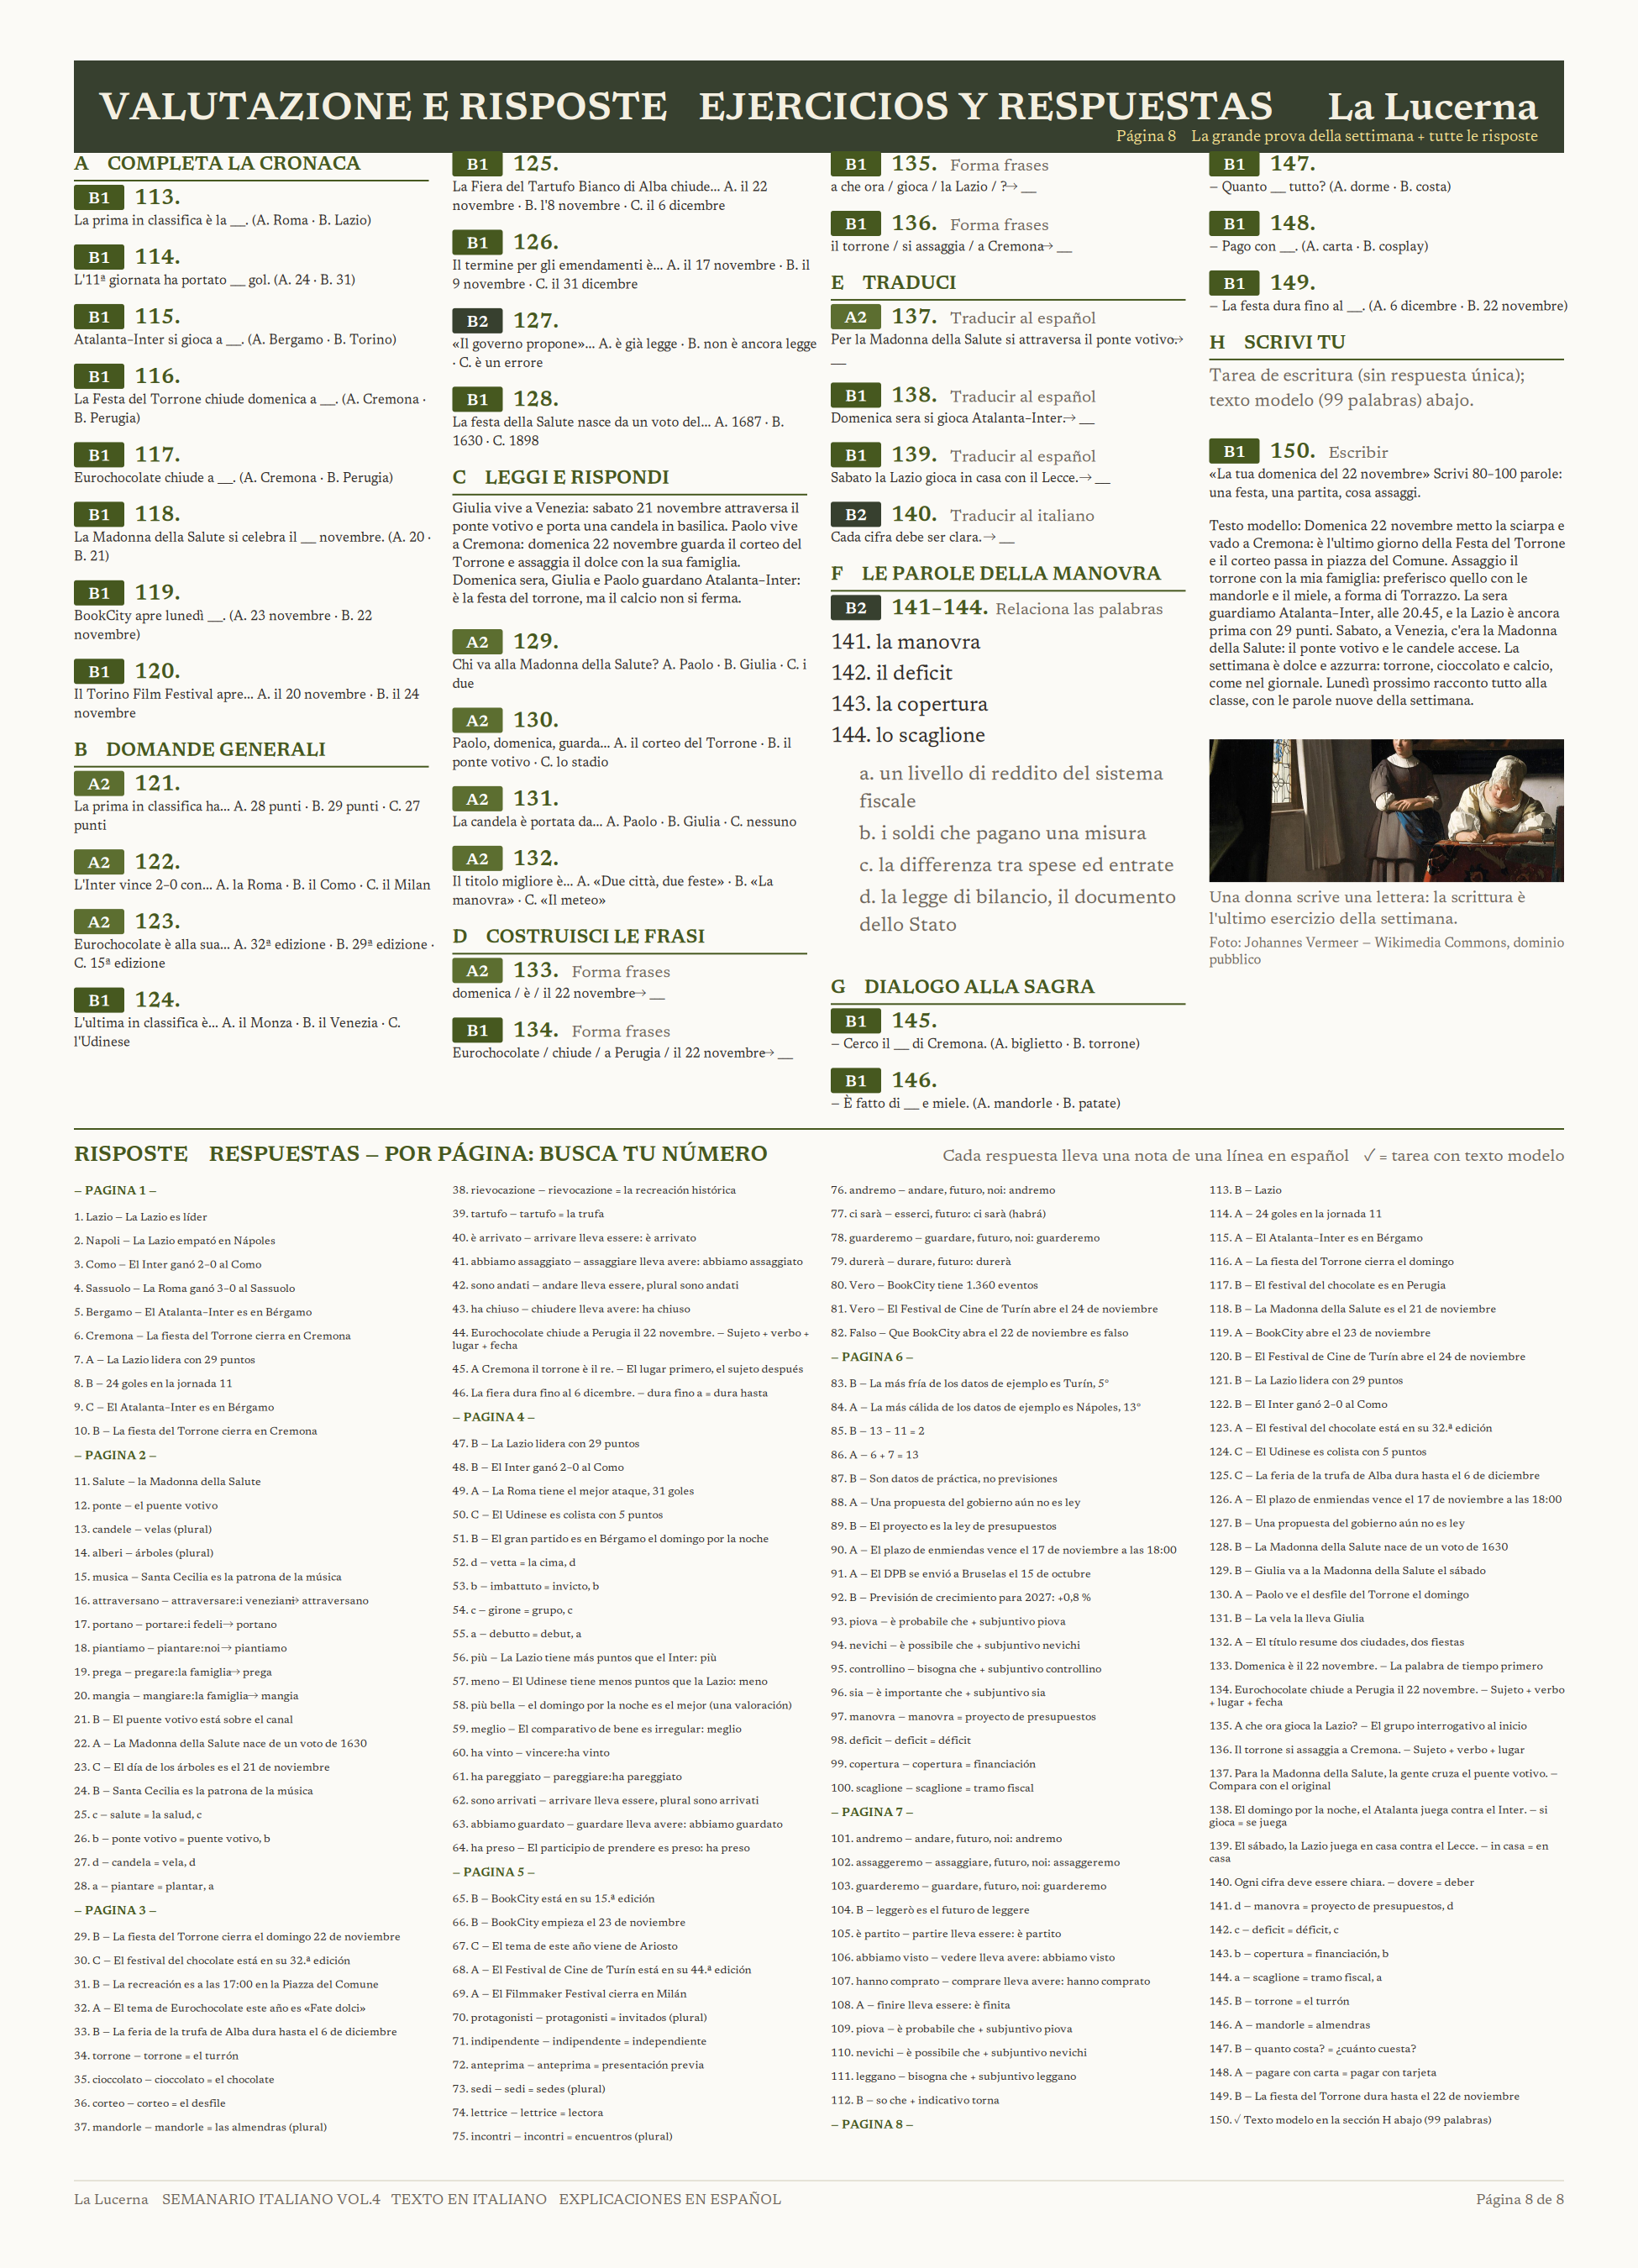 VALUTAZIONE E RISPOSTE EJERCICIOS Y RESPUESTAS La Lucerna
Página 8 La grande prova della settimana + tutte le risposte
A COMPLETA LA CRONACA
B1 113.
La prima in classifica è la __. (A. Roma · B. Lazio)
B1 114.
L'11ª giornata ha portato __ gol. (A. 24 · B. 31)
B1 115.
Atalanta–Inter si gioca a __. (A. Bergamo · B. Torino)
B1 116.
La Festa del Torrone chiude domenica a __. (A. Cremona ·
B. Perugia)
B1 117.
Eurochocolate chiude a __. (A. Cremona · B. Perugia)
B1 118.
La Madonna della Salute si celebra il __ novembre. (A. 20 ·
B. 21)
B1 119.
BookCity apre lunedì __. (A. 23 novembre · B. 22
novembre)
B1 120.
Il Torino Film Festival apre... A. il 20 novembre · B. il 24
novembre
B DOMANDE GENERALI
A2 121.
La prima in classifica ha... A. 28 punti · B. 29 punti · C. 27
punti
A2 122.
L'Inter vince 2–0 con... A. la Roma · B. il Como · C. il Milan
A2 123.
Eurochocolate è alla sua... A. 32ª edizione · B. 29ª edizione ·
C. 15ª edizione
B1 124.
L'ultima in classifica è... A. il Monza · B. il Venezia · C.
l'Udinese
B1 125.
La Fiera del Tartufo Bianco di Alba chiude... A. il 22
novembre · B. l'8 novembre · C. il 6 dicembre
B1 126.
Il termine per gli emendamenti è... A. il 17 novembre · B. il
9 novembre · C. il 31 dicembre
B2 127.
«Il governo propone»... A. è già legge · B. non è ancora legge
· C. è un errore
B1 128.
La festa della Salute nasce da un voto del... A. 1687 · B.
1630 · C. 1898
C LEGGI E RISPONDI
Giulia vive a Venezia: sabato 21 novembre attraversa il
ponte votivo e porta una candela in basilica. Paolo vive
a Cremona: domenica 22 novembre guarda il corteo del
Torrone e assaggia il dolce con la sua famiglia.
Domenica sera, Giulia e Paolo guardano Atalanta–Inter:
è la festa del torrone, ma il calcio non si ferma.
A2 129.
Chi va alla Madonna della Salute? A. Paolo · B. Giulia · C. i
due
A2 130.
Paolo, domenica, guarda... A. il corteo del Torrone · B. il
ponte votivo · C. lo stadio
A2 131.
La candela è portata da... A. Paolo · B. Giulia · C. nessuno
A2 132.
Il titolo migliore è... A. «Due città, due feste» · B. «La
manovra» · C. «Il meteo»
D COSTRUISCI LE FRASI
A2 133. Forma frases
domenica / è / il 22 novembre→ __
B1 134. Forma frases
Eurochocolate / chiude / a Perugia / il 22 novembre→ __
B1 135. Forma frases
a che ora / gioca / la Lazio / ?→ __
B1 136. Forma frases
il torrone / si assaggia / a Cremona→ __
E TRADUCI
A2 137. Traducir al español
Per la Madonna della Salute si attraversa il ponte votivo.→
__
B1 138. Traducir al español
Domenica sera si gioca Atalanta–Inter.→ __
B1 139. Traducir al español
Sabato la Lazio gioca in casa con il Lecce.→ __
B2 140. Traducir al italiano
Cada cifra debe ser clara.→ __
F LE PAROLE DELLA MANOVRA
B2 141–144. Relaciona las palabras
141. la manovra
142. il deficit
143. la copertura
144. lo scaglione
a. un livello di reddito del sistema
fiscale
b. i soldi che pagano una misura
c. la differenza tra spese ed entrate
d. la legge di bilancio, il documento
dello Stato
G DIALOGO ALLA SAGRA
B1 145.
– Cerco il __ di Cremona. (A. biglietto · B. torrone)
B1 146.
– È fatto di __ e miele. (A. mandorle · B. patate)
B1 147.
– Quanto __ tutto? (A. dorme · B. costa)
B1 148.
– Pago con __. (A. carta · B. cosplay)
B1 149.
– La festa dura fino al __. (A. 6 dicembre · B. 22 novembre)
H SCRIVI TU
Tarea de escritura (sin respuesta única);
texto modelo (99 palabras) abajo.
B1 150. Escribir
«La tua domenica del 22 novembre» Scrivi 80–100 parole:
una festa, una partita, cosa assaggi.
Testo modello: Domenica 22 novembre metto la sciarpa e
vado a Cremona: è l'ultimo giorno della Festa del Torrone
e il corteo passa in piazza del Comune. Assaggio il
torrone con la mia famiglia: preferisco quello con le
mandorle e il miele, a forma di Torrazzo. La sera
guardiamo Atalanta–Inter, alle 20.45, e la Lazio è ancora
prima con 29 punti. Sabato, a Venezia, c'era la Madonna
della Salute: il ponte votivo e le candele accese. La
settimana è dolce e azzurra: torrone, cioccolato e calcio,
come nel giornale. Lunedì prossimo racconto tutto alla
classe, con le parole nuove della settimana.
Una donna scrive una lettera: la scrittura è
l'ultimo esercizio della settimana.
Foto: Johannes Vermeer – Wikimedia Commons, dominio
pubblico
RISPOSTE RESPUESTAS – POR PÁGINA: BUSCA TU NÚMERO
Cada respuesta lleva una nota de una línea en español ✓ = tarea con texto modelo
– PAGINA 1 –
1. Lazio – La Lazio es líder
2. Napoli – La Lazio empató en Nápoles
3. Como – El Inter ganó 2–0 al Como
4. Sassuolo – La Roma ganó 3–0 al Sassuolo
5. Bergamo – El Atalanta–Inter es en Bérgamo
6. Cremona – La fiesta del Torrone cierra en Cremona
7. A – La Lazio lidera con 29 puntos
8. B – 24 goles en la jornada 11
9. C – El Atalanta–Inter es en Bérgamo
10. B – La fiesta del Torrone cierra en Cremona
– PAGINA 2 –
11. Salute – la Madonna della Salute
12. ponte – el puente votivo
13. candele – velas (plural)
14. alberi – árboles (plural)
15. musica – Santa Cecilia es la patrona de la música
16. attraversano – attraversare:i veneziani→ attraversano
17. portano – portare:i fedeli→ portano
18. piantiamo – piantare:noi→ piantiamo
19. prega – pregare:la famiglia→ prega
20. mangia – mangiare:la famiglia→ mangia
21. B – El puente votivo está sobre el canal
22. A – La Madonna della Salute nace de un voto de 1630
23. C – El día de los árboles es el 21 de noviembre
24. B – Santa Cecilia es la patrona de la música
25. c – salute = la salud, c
26. b – ponte votivo = puente votivo, b
27. d – candela = vela, d
28. a – piantare = plantar, a
– PAGINA 3 –
29. B – La fiesta del Torrone cierra el domingo 22 de noviembre
30. C – El festival del chocolate está en su 32.ª edición
31. B – La recreación es a las 17:00 en la Piazza del Comune
32. A – El tema de Eurochocolate este año es «Fate dolci»
33. B – La feria de la trufa de Alba dura hasta el 6 de diciembre
34. torrone – torrone = el turrón
35. cioccolato – cioccolato = el chocolate
36. corteo – corteo = el desfile
37. mandorle – mandorle = las almendras (plural)
38. rievocazione – rievocazione = la recreación histórica
39. tartufo – tartufo = la trufa
40. è arrivato – arrivare lleva essere: è arrivato
41. abbiamo assaggiato – assaggiare lleva avere: abbiamo assaggiato
42. sono andati – andare lleva essere, plural sono andati
43. ha chiuso – chiudere lleva avere: ha chiuso
44. Eurochocolate chiude a Perugia il 22 novembre. – Sujeto + verbo +
lugar + fecha
45. A Cremona il torrone è il re. – El lugar primero, el sujeto después
46. La fiera dura fino al 6 dicembre. – dura fino a = dura hasta
– PAGINA 4 –
47. B – La Lazio lidera con 29 puntos
48. B – El Inter ganó 2–0 al Como
49. A – La Roma tiene el mejor ataque, 31 goles
50. C – El Udinese es colista con 5 puntos
51. B – El gran partido es en Bérgamo el domingo por la noche
52. d – vetta = la cima, d
53. b – imbattuto = invicto, b
54. c – girone = grupo, c
55. a – debutto = debut, a
56. più – La Lazio tiene más puntos que el Inter: più
57. meno – El Udinese tiene menos puntos que la Lazio: meno
58. più bella – el domingo por la noche es el mejor (una valoración)
59. meglio – El comparativo de bene es irregular: meglio
60. ha vinto – vincere:ha vinto
61. ha pareggiato – pareggiare:ha pareggiato
62. sono arrivati – arrivare lleva essere, plural sono arrivati
63. abbiamo guardato – guardare lleva avere: abbiamo guardato
64. ha preso – El participio de prendere es preso: ha preso
– PAGINA 5 –
65. B – BookCity está en su 15.ª edición
66. B – BookCity empieza el 23 de noviembre
67. C – El tema de este año viene de Ariosto
68. A – El Festival de Cine de Turín está en su 44.ª edición
69. A – El Filmmaker Festival cierra en Milán
70. protagonisti – protagonisti = invitados (plural)
71. indipendente – indipendente = independiente
72. anteprima – anteprima = presentación previa
73. sedi – sedi = sedes (plural)
74. lettrice – lettrice = lectora
75. incontri – incontri = encuentros (plural)
76. andremo – andare, futuro, noi: andremo
77. ci sarà – esserci, futuro: ci sarà (habrá)
78. guarderemo – guardare, futuro, noi: guarderemo
79. durerà – durare, futuro: durerà
80. Vero – BookCity tiene 1.360 eventos
81. Vero – El Festival de Cine de Turín abre el 24 de noviembre
82. Falso – Que BookCity abra el 22 de noviembre es falso
– PAGINA 6 –
83. B – La más fría de los datos de ejemplo es Turín, 5°
84. A – La más cálida de los datos de ejemplo es Nápoles, 13°
85. B – 13 – 11 = 2
86. A – 6 + 7 = 13
87. B – Son datos de práctica, no previsiones
88. A – Una propuesta del gobierno aún no es ley
89. B – El proyecto es la ley de presupuestos
90. A – El plazo de enmiendas vence el 17 de noviembre a las 18:00
91. A – El DPB se envió a Bruselas el 15 de octubre
92. B – Previsión de crecimiento para 2027: +0,8 %
93. piova – è probabile che + subjuntivo piova
94. nevichi – è possibile che + subjuntivo nevichi
95. controllino – bisogna che + subjuntivo controllino
96. sia – è importante che + subjuntivo sia
97. manovra – manovra = proyecto de presupuestos
98. deficit – deficit = déficit
99. copertura – copertura = financiación
100. scaglione – scaglione = tramo fiscal
– PAGINA 7 –
101. andremo – andare, futuro, noi: andremo
102. assaggeremo – assaggiare, futuro, noi: assaggeremo
103. guarderemo – guardare, futuro, noi: guarderemo
104. B – leggerò es el futuro de leggere
105. è partito – partire lleva essere: è partito
106. abbiamo visto – vedere lleva avere: abbiamo visto
107. hanno comprato – comprare lleva avere: hanno comprato
108. A – finire lleva essere: è finita
109. piova – è probabile che + subjuntivo piova
110. nevichi – è possibile che + subjuntivo nevichi
111. leggano – bisogna che + subjuntivo leggano
112. B – so che + indicativo torna
– PAGINA 8 –
113. B – Lazio
114. A – 24 goles en la jornada 11
115. A – El Atalanta–Inter es en Bérgamo
116. A – La fiesta del Torrone cierra el domingo
117. B – El festival del chocolate es en Perugia
118. B – La Madonna della Salute es el 21 de noviembre
119. A – BookCity abre el 23 de noviembre
120. B – El Festival de Cine de Turín abre el 24 de noviembre
121. B – La Lazio lidera con 29 puntos
122. B – El Inter ganó 2–0 al Como
123. A – El festival del chocolate está en su 32.ª edición
124. C – El Udinese es colista con 5 puntos
125. C – La feria de la trufa de Alba dura hasta el 6 de diciembre
126. A – El plazo de enmiendas vence el 17 de noviembre a las 18:00
127. B – Una propuesta del gobierno aún no es ley
128. B – La Madonna della Salute nace de un voto de 1630
129. B – Giulia va a la Madonna della Salute el sábado
130. A – Paolo ve el desfile del Torrone el domingo
131. B – La vela la lleva Giulia
132. A – El título resume dos ciudades, dos fiestas
133. Domenica è il 22 novembre. – La palabra de tiempo primero
134. Eurochocolate chiude a Perugia il 22 novembre. – Sujeto + verbo
+ lugar + fecha
135. A che ora gioca la Lazio? – El grupo interrogativo al inicio
136. Il torrone si assaggia a Cremona. – Sujeto + verbo + lugar
137. Para la Madonna della Salute, la gente cruza el puente votivo. –
Compara con el original
138. El domingo por la noche, el Atalanta juega contra el Inter. – si
gioca = se juega
139. El sábado, la Lazio juega en casa contra el Lecce. – in casa = en
casa
140. Ogni cifra deve essere chiara. – dovere = deber
141. d – manovra = proyecto de presupuestos, d
142. c – deficit = déficit, c
143. b – copertura = financiación, b
144. a – scaglione = tramo fiscal, a
145. B – torrone = el turrón
146. A – mandorle = almendras
147. B – quanto costa? = ¿cuánto cuesta?
148. A – pagare con carta = pagar con tarjeta
149. B – La fiesta del Torrone dura hasta el 22 de noviembre
150. ✓ Texto modelo en la sección H abajo (99 palabras)
La Lucerna SEMANARIO ITALIANO VOL.4 TEXTO EN ITALIANO EXPLICACIONES EN ESPAÑOL
Página 8 de 8